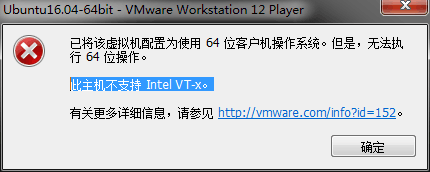 Ubuntu16.04-64bit - VMware Workstation 12 Player
已将该虚拟机配置为使用 64 位客户机操作系统。但是，无法执
行 64 位操作。
此主机不支持 Intel VT-x。
有关更多详细信息，请参见 http://vmware.com/info?id=152。
确定